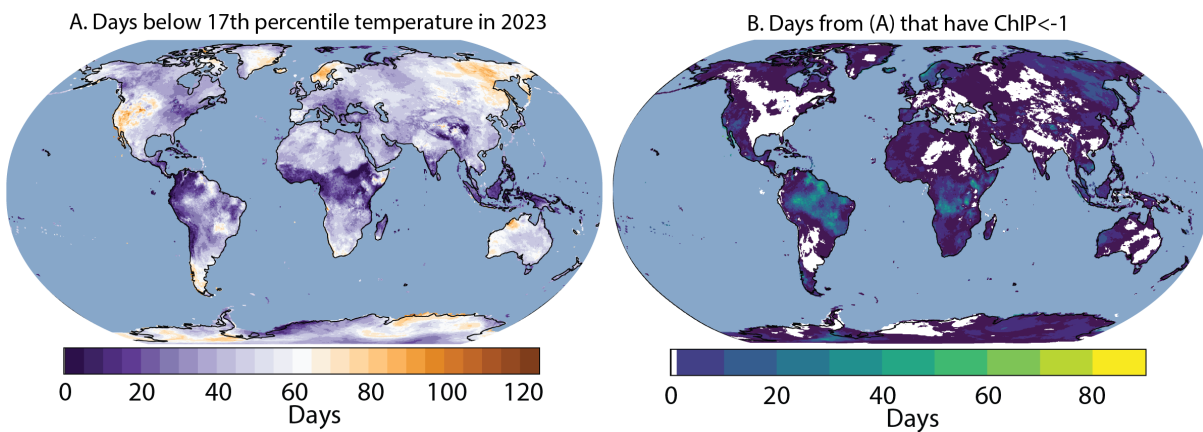 A. Days below 17th percentile temperature in 2023
B. Days from (A) that have ChIP<-1
0 20 40 60 80 100 120
Days
0 20 40 60 80
Days